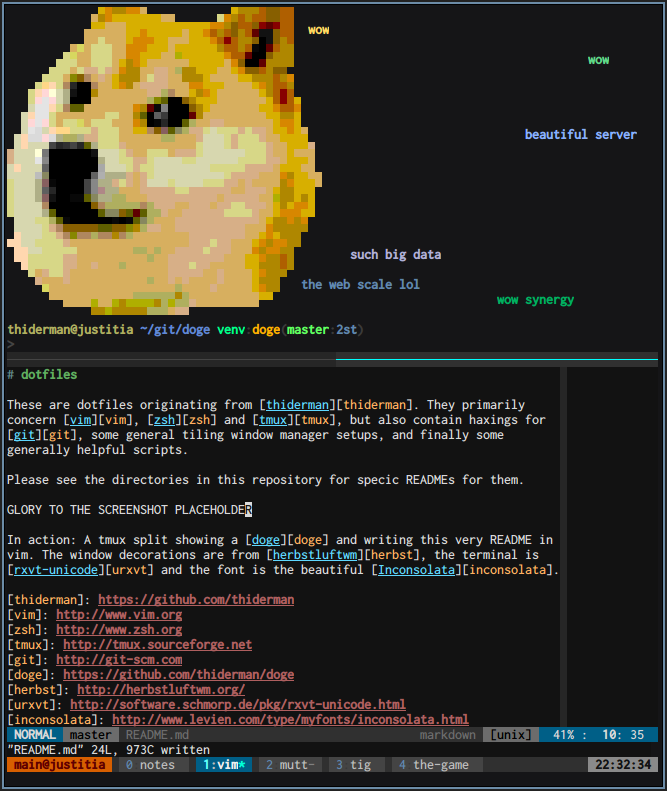 wow
wow
beautiful server
such big data
the web scale lol
wow synergy
thiderman@justitia ~/git/doge venv:doge(master:2st)
>
# dotfiles
These are dotfiles originating from [thiderman][thiderman]. They primarily
concern [vim][vim], [zsh][zsh] and [tmux][tmux], but also contain haxings for
[git][git], some general tiling window manager setups, and finally some
generally helpful scripts.
Please see the directories in this repository for specic READMEs for them.
GLORY TO THE SCREENSHOT PLACEHOLDER
In action: A tmux split showing a [doge][doge] and writing this very README in
vim. The window decorations are from [herbstluftwm][herbst], the terminal is
[rxvt-unicode][urxvt] and the font is the beautiful [Inconsolata][inconsolata].
[thiderman]: https://github.com/thiderman
[vim]: http://www.vim.org
[zsh]: http://www.zsh.org
[tmux]: http://tmux.sourceforge.net
[git]: http://git-scm.com
[doge]: https://github.com/thiderman/doge
[herbst]: http://herbstluftwm.org/
[urxvt]: http://software.schmorp.de/pkg/rxvt-unicode.html
[inconsolata]: http://www.levien.com/type/myfonts/inconsolata.html
NORMAL master README.md markdown [unix] 41% : 10: 35
"README.md" 24L, 973C written
main@justitia 0 notes 1:vim* 2 mutt- 3 tig 4 the-game 22:32:34